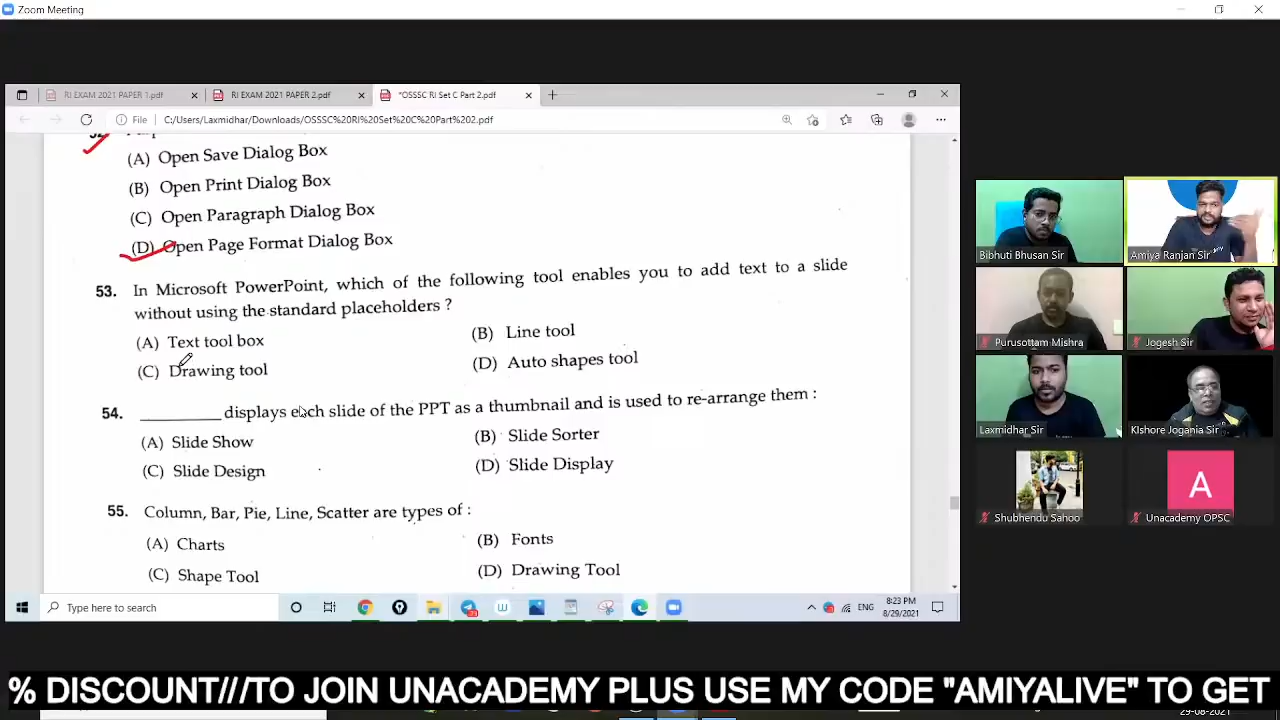 Zoom Meeting
RI EXAM 2021 PAPER 1.pdf
RI EXAM 2021 PAPER 2.pdf
*OSSSC RI Set C Part 2.pdf
File
C:/Users/Laxmidhar/Downloads/OSSSC%20RI%20Set%20C%20Part%202.pdf
(A) Open Save Dialog Box
(B) Open Print Dialog Box
(C) Open Paragraph Dialog Box
(D) Open Page Format Dialog Box
53. In Microsoft PowerPoint, which of the following tool enables you to add text to a slide
without using the standard placeholders ?
(A) Text tool box
(B) Line tool
(C) Drawing tool
(D) Auto shapes tool
54. ________ displays each slide of the PPT as a thumbnail and is used to re-arrange them :
(A) Slide Show
(B) Slide Sorter
(C) Slide Design
(D) Slide Display
55. Column, Bar, Pie, Line, Scatter are types of :
(A) Charts
(B) Fonts
(C) Shape Tool
(D) Drawing Tool
Bibhuti Bhusan Sir
Amiya Ranjan Sir
Purusottam Mishra
Jogesh Sir
Laxmidhar Sir
KIshore Jogania Sir
Shubhendu Sahoo
A
Unacademy OPSC
Type here to search
ENG
8:23 PM
8/29/2021
% DISCOUNT///TO JOIN UNACADEMY PLUS USE MY CODE "AMIYALIVE" TO GET
29-08-2021